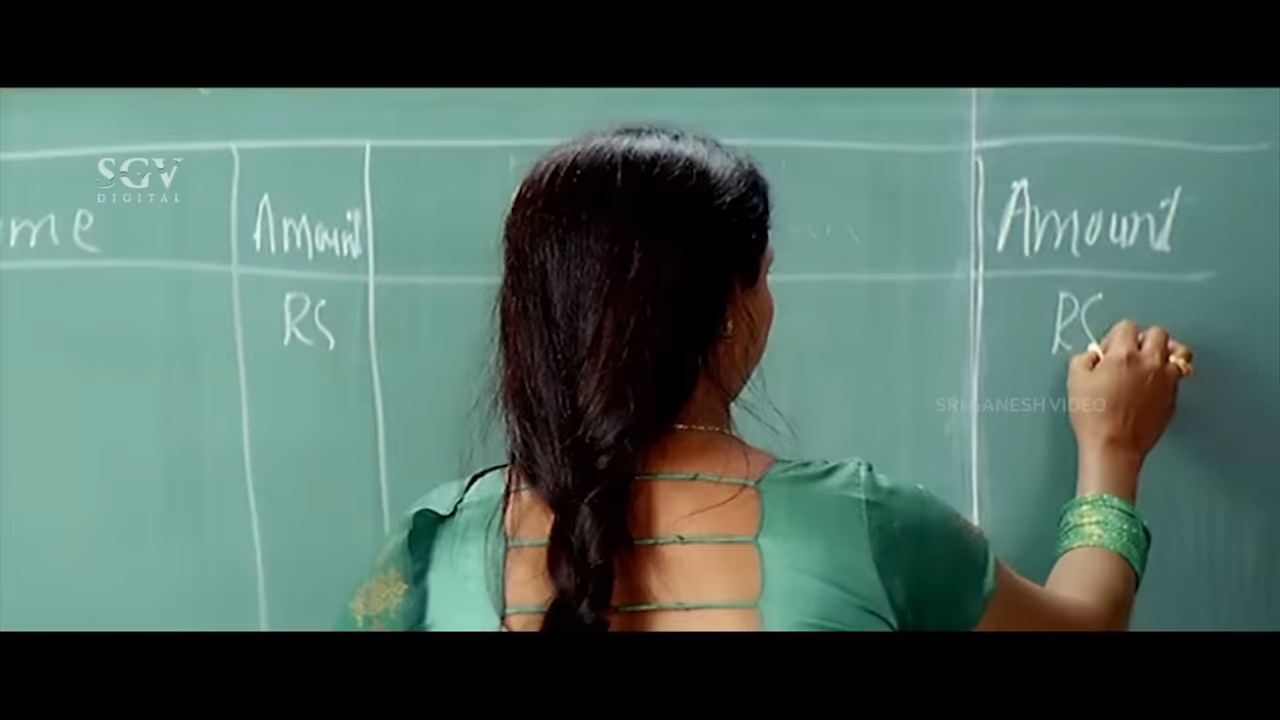 SGV
DIGITAL
me Amount Amount
RS RS
SRI GANESH VIDEO